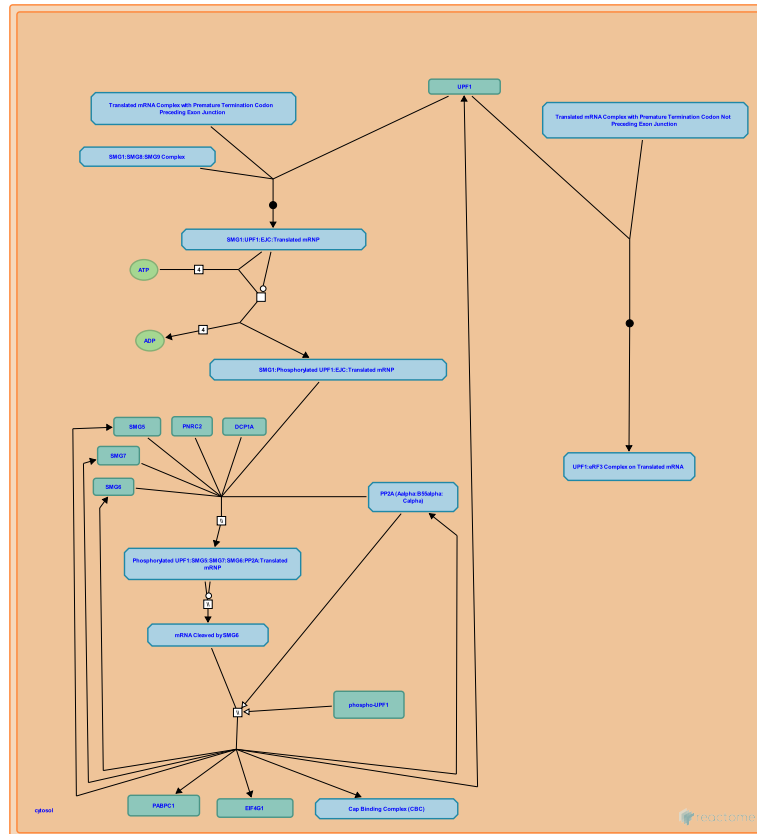 UPF1
Translated mRNA Complex with Premature Termination Codon
Preceding Exon Junction
Translated mRNA Complex with Premature Termination Codon Not
Preceding Exon Junction
SMG1:SMG8:SMG9 Complex
SMG1:UPF1:EJC:Translated mRNP
ATP
4
ADP
4
SMG1:Phosphorylated UPF1:EJC:Translated mRNP
SMG5
PNRC2
DCP1A
SMG7
UPF1:eRF3 Complex on Translated mRNA
SMG6
PP2A (Aalpha:B55alpha:
Calpha)
\\
Phosphorylated UPF1:SMG5:SMG7:SMG6:PP2A:Translated
mRNP
\\
mRNA Cleaved by SMG6
phospho-UPF1
\\
PABPC1
EIF4G1
Cap Binding Complex (CBC)
cytosol
reactome